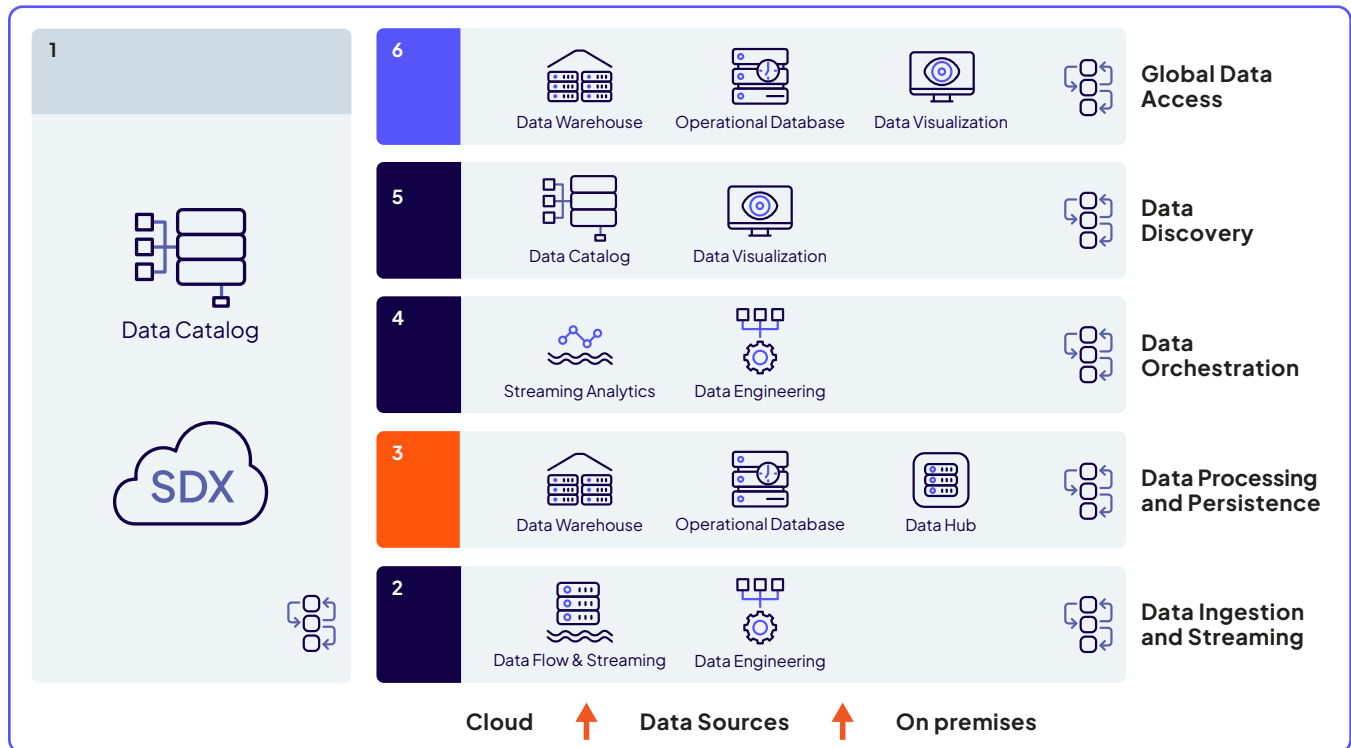 1
Data Catalog
SDX
6
Data Warehouse
Operational Database
Data Visualization
Global Data
Access
5
Data Catalog
Data Visualization
Data
Discovery
4
Streaming Analytics
Data Engineering
Data
Orchestration
3
Data Warehouse
Operational Database
Data Hub
Data Processing
and Persistence
2
Data Flow & Streaming
Data Engineering
Data Ingestion
and Streaming
Cloud
Data Sources
On premises